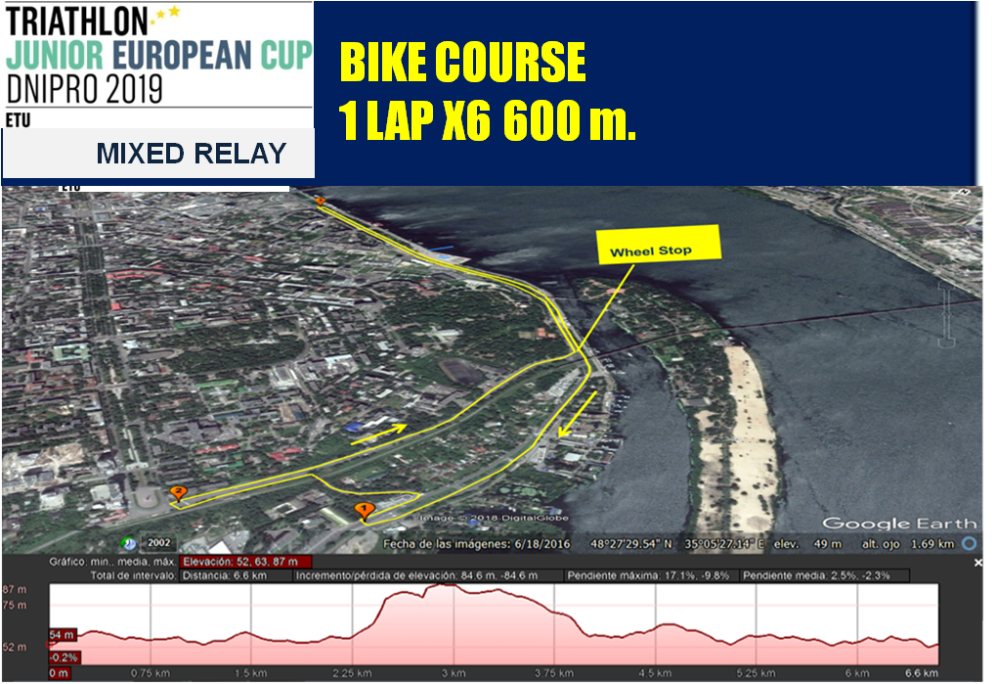 TRIATHLON
JUNIOR EUROPEAN CUP
DNIPRO 2019
ETU
MIXED RELAY
BIKE COURSE
1 LAP X6 600 m.
ETU
Wheel Stop
2
1
Image © 2018 DigitalGlobe
Google Earth
2002
Fecha de las imágenes: 6/18/2016 48°27'29.54" N 35°05'27.14" E elev. 49 m alt. ojo 1.69 km
Gráfico: mín., media, máx. Elevación: 52, 63, 87 m
Total de intervalo: Distancia: 6.6 km Incremento/pérdida de elevación: 84.6 m, -84.6 m Pendiente máxima: 17.1%, -9.8% Pendiente media: 2.5%, -2.3%
87 m
75 m
54 m
52 m
-0.2%
0 m 0.75 km 1.5 km 2.25 km 3 km 3.75 km 4.5 km 5.25 km 6 km 6.6 km